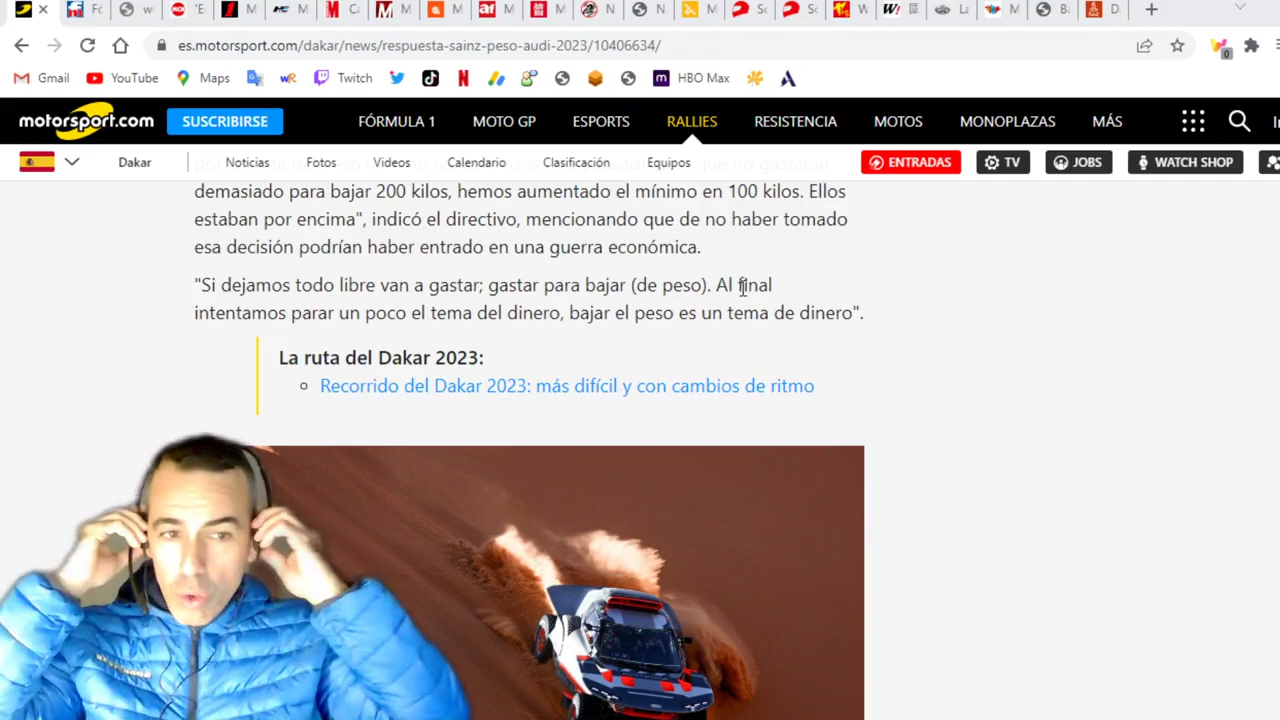 es.motorsport.com/dakar/news/respuesta-sainz-peso-audi-2023/10406634/
Gmail YouTube Maps Twitch HBO Max
motorsport.com SUSCRIBIRSE FÓRMULA 1 MOTO GP ESPORTS RALLIES RESISTENCIA MOTOS MONOPLAZAS MÁS
Dakar Noticias Fotos Videos Calendario Clasificación Equipos ENTRADAS TV JOBS WATCH SHOP
demasiado para bajar 200 kilos, hemos aumentado el mínimo en 100 kilos. Ellos
estaban por encima", indicó el directivo, mencionando que de no haber tomado
esa decisión podrían haber entrado en una guerra económica.
"Si dejamos todo libre van a gastar; gastar para bajar (de peso). Al final
intentamos parar un poco el tema del dinero, bajar el peso es un tema de dinero".
La ruta del Dakar 2023:
Recorrido del Dakar 2023: más difícil y con cambios de ritmo